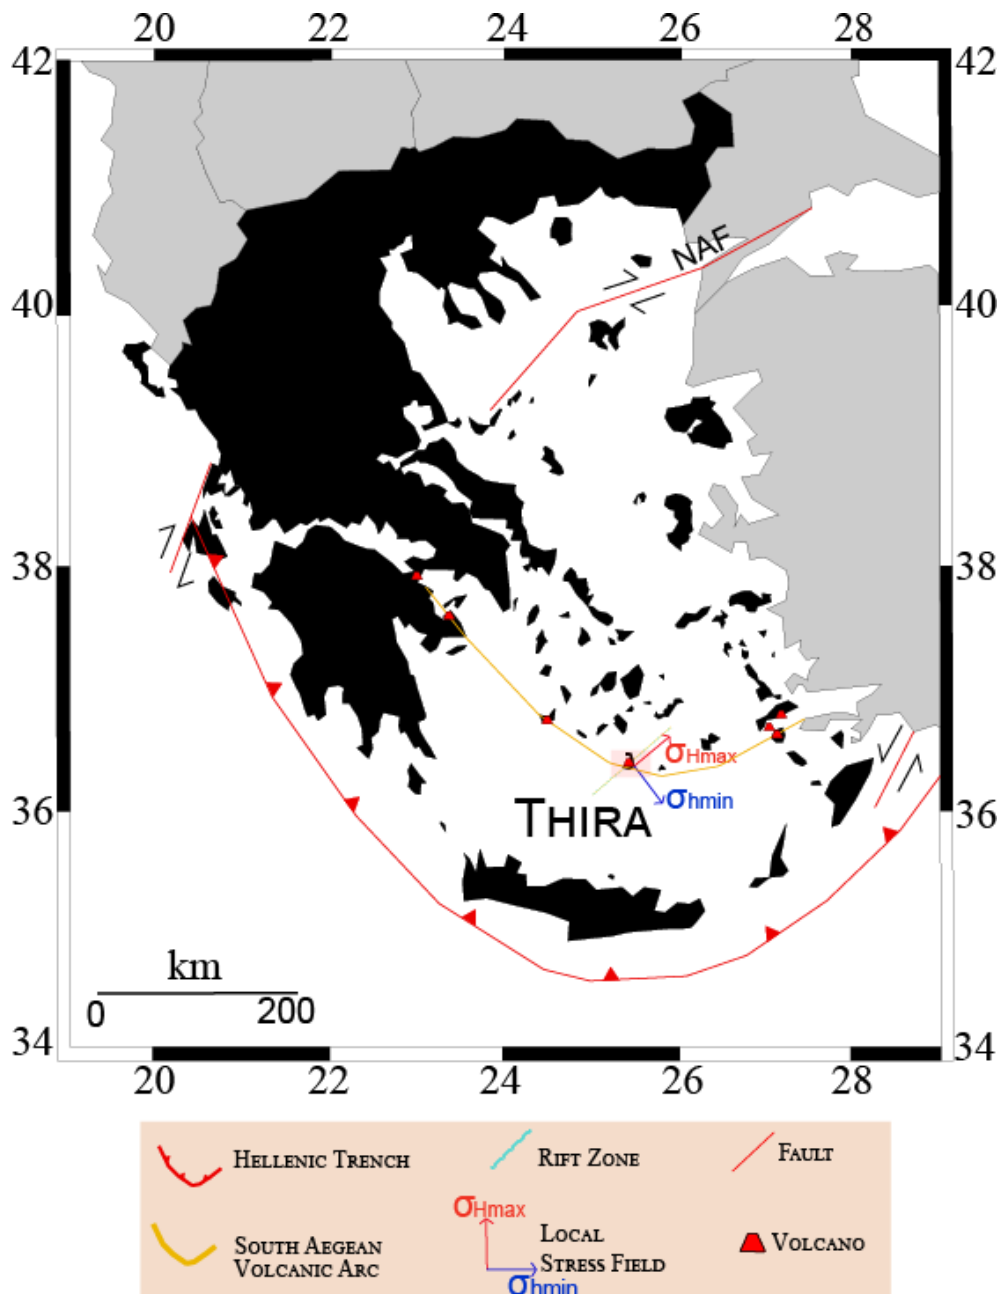 20 22 24 26 28
42 42
NAF
40 40
38 38
σHmax
σhmin
36 36
THIRA
km
0 200
34 34
20 22 24 26 28
HELLENIC TRENCH
RIFT ZONE
FAULT
σHmax
SOUTH AEGEAN
VOLCANIC ARC
LOCAL
STRESS FIELD
VOLCANO
σhmin